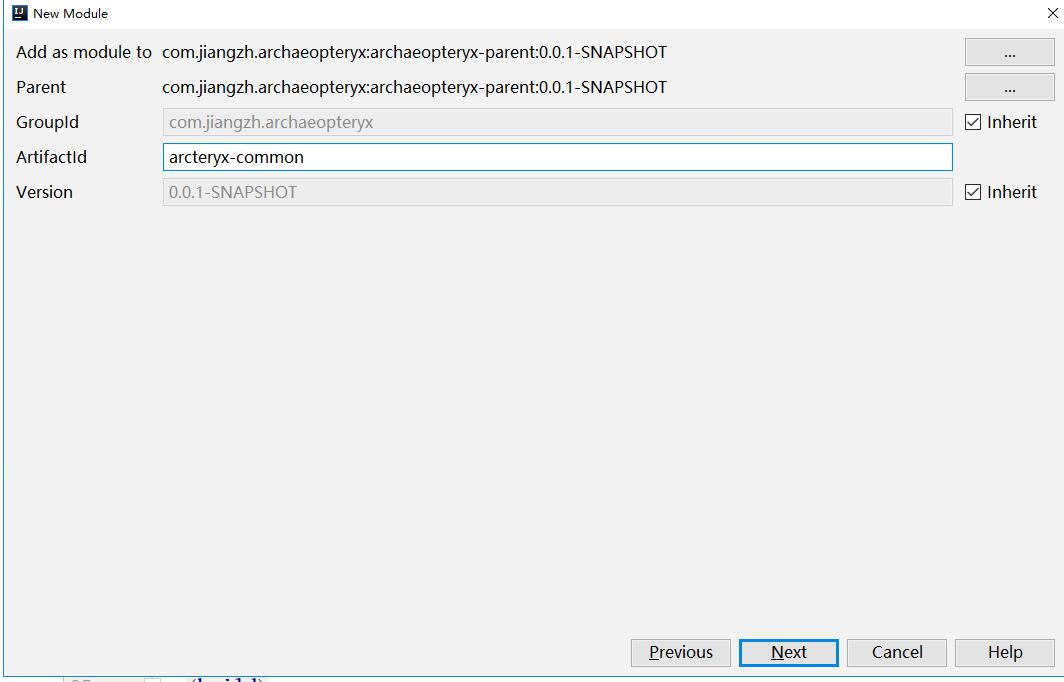 New Module
Add as module to com.jiangzh.archaeopteryx:archaeopteryx-parent:0.0.1-SNAPSHOT ...
Parent com.jiangzh.archaeopteryx:archaeopteryx-parent:0.0.1-SNAPSHOT ...
GroupId com.jiangzh.archaeopteryx Inherit
ArtifactId arcteryx-common
Version 0.0.1-SNAPSHOT Inherit
Previous Next Cancel Help